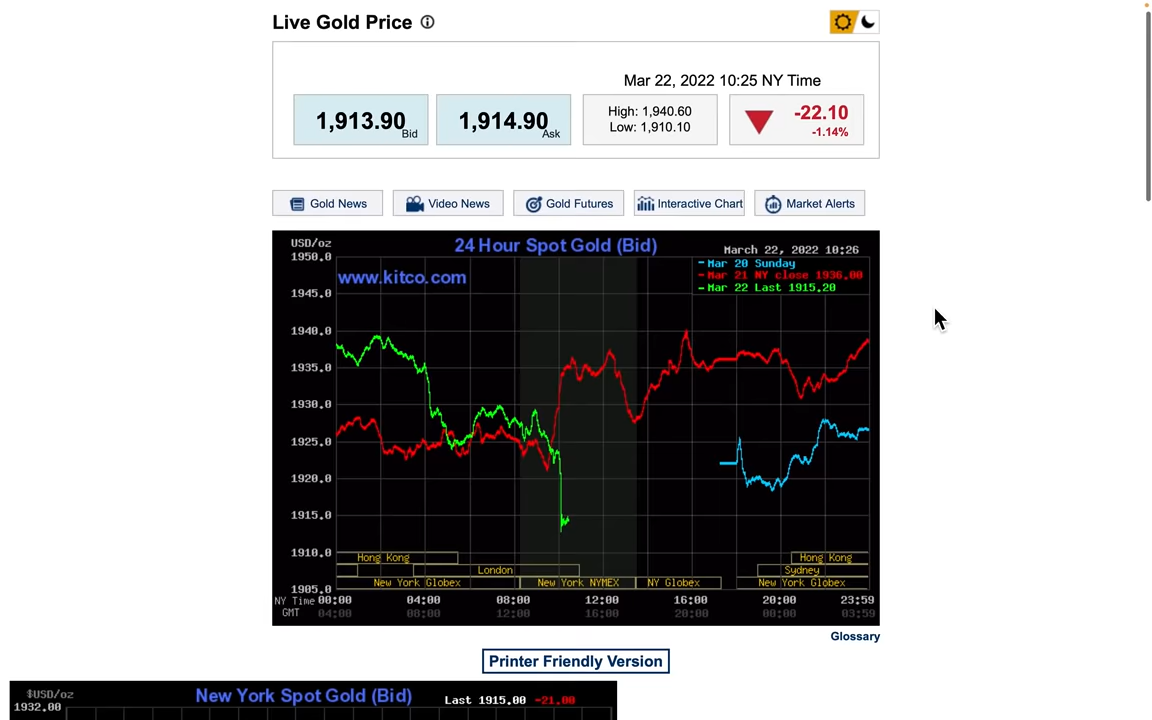 Live Gold Price
Mar 22, 2022 10:25 NY Time
1,913.90 Bid
1,914.90 Ask
High: 1,940.60
Low: 1,910.10
-22.10
-1.14%
Gold News
Video News
Gold Futures
Interactive Chart
Market Alerts
USD/oz
24 Hour Spot Gold (Bid)
March 22, 2022 10:26
www.kitco.com
Mar 20 Sunday
Mar 21 NY close 1936.00
Mar 22 Last 1915.20
1950.0
1945.0
1940.0
1935.0
1930.0
1925.0
1920.0
1915.0
1910.0
1905.0
Hong Kong
Hong Kong
London
Sydney
New York Globex
New York NYMEX
NY Globex
New York Globex
NY Time 00:00 04:00 08:00 12:00 16:00 20:00 23:59
GMT 04:00 08:00 12:00 16:00 20:00 00:00 03:59
Glossary
Printer Friendly Version
$USD/oz
New York Spot Gold (Bid)
Last 1915.00 -21.00
1932.00